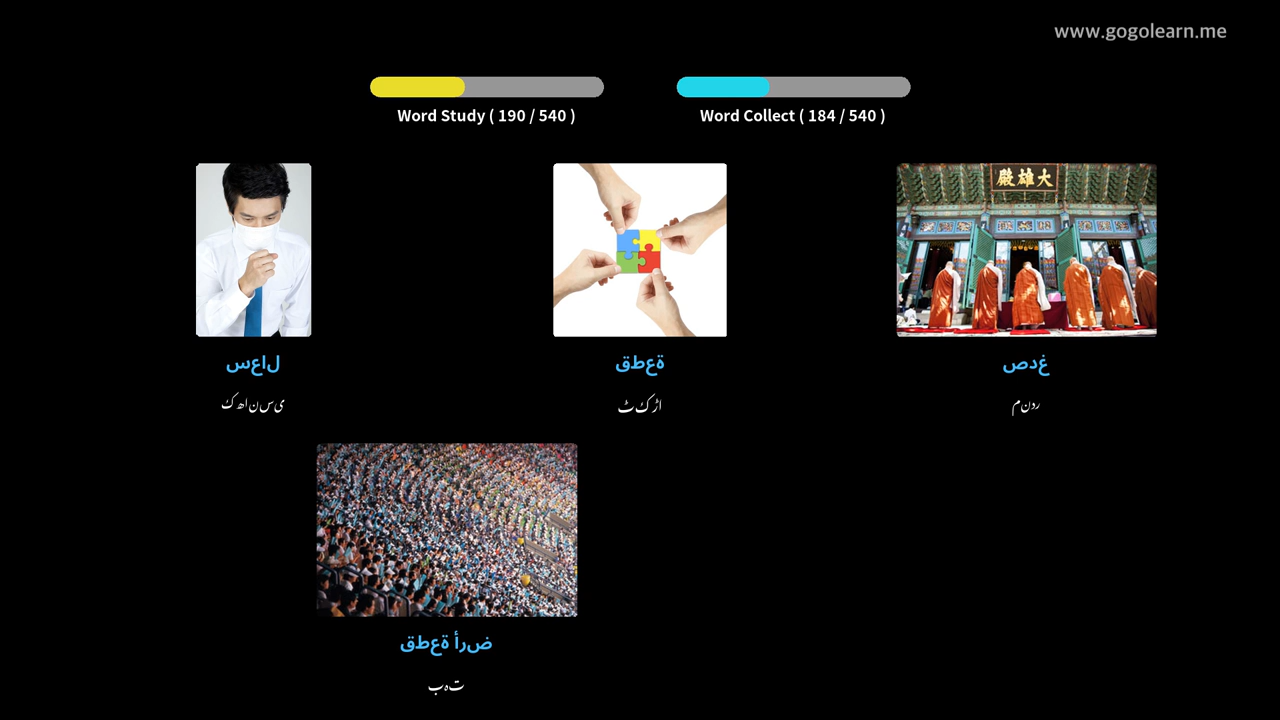 www.gogolearn.me
Word Study ( 190 / 540 )
Word Collect ( 184 / 540 )
大雄殿
لاعس
یسناھک
ةعطق
اڑکٹ
غدص
ردنم
ضرأ ةعطق
تہب